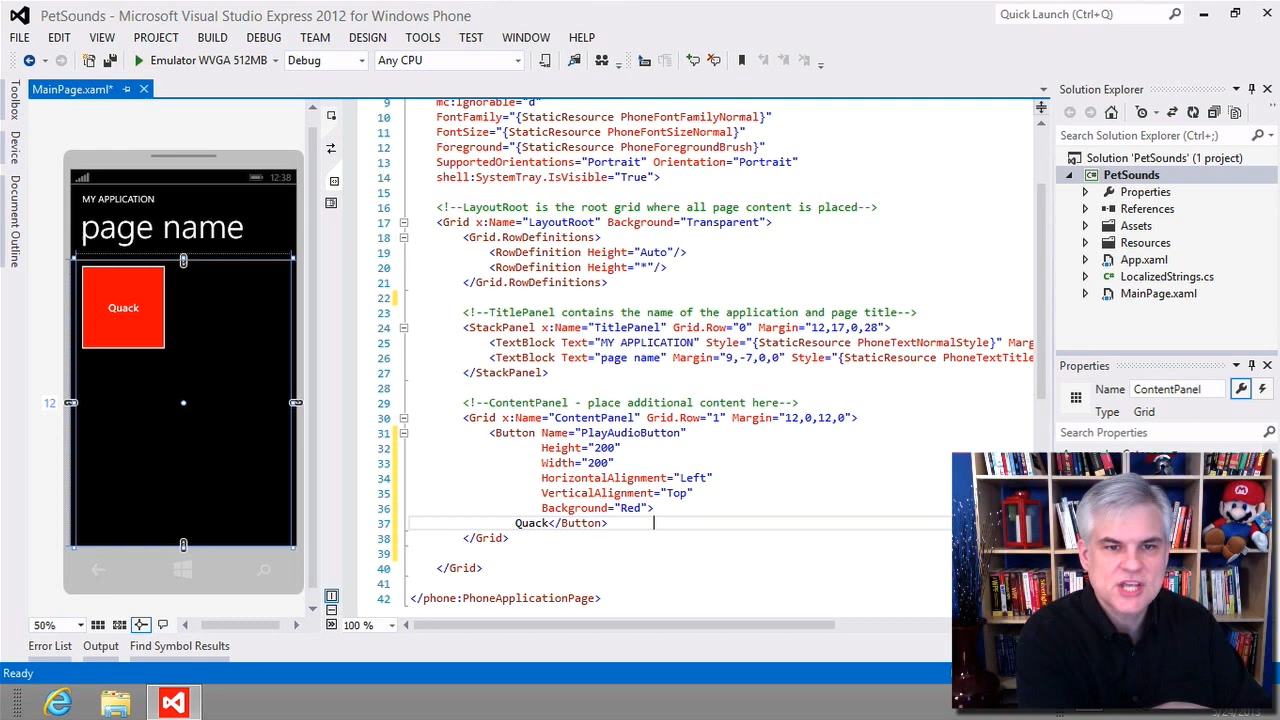 PetSounds - Microsoft Visual Studio Express 2012 for Windows Phone
Quick Launch (Ctrl+Q)
FILE EDIT VIEW PROJECT BUILD DEBUG TEAM DESIGN TOOLS TEST WINDOW HELP
Emulator WVGA 512MB Debug Any CPU
Toolbox
Device
Document Outline
MainPage.xaml*
12:38
MY APPLICATION
page name
Quack
12
50%
9 mc:Ignorable="d"
10 FontFamily="{StaticResource PhoneFontFamilyNormal}"
11 FontSize="{StaticResource PhoneFontSizeNormal}"
12 Foreground="{StaticResource PhoneForegroundBrush}"
13 SupportedOrientations="Portrait" Orientation="Portrait"
14 shell:SystemTray.IsVisible="True">
15
16 <!--LayoutRoot is the root grid where all page content is placed-->
17 <Grid x:Name="LayoutRoot" Background="Transparent">
18 <Grid.RowDefinitions>
19 <RowDefinition Height="Auto"/>
20 <RowDefinition Height="*"/>
21 </Grid.RowDefinitions>
22
23 <!--TitlePanel contains the name of the application and page title-->
24 <StackPanel x:Name="TitlePanel" Grid.Row="0" Margin="12,17,0,28">
25 <TextBlock Text="MY APPLICATION" Style="{StaticResource PhoneTextNormalStyle}" Marg
26 <TextBlock Text="page name" Margin="9,-7,0,0" Style="{StaticResource PhoneTextTitle
27 </StackPanel>
28
29 <!--ContentPanel - place additional content here-->
30 <Grid x:Name="ContentPanel" Grid.Row="1" Margin="12,0,12,0">
31 <Button Name="PlayAudioButton"
32 Height="200"
33 Width="200"
34 HorizontalAlignment="Left"
35 VerticalAlignment="Top"
36 Background="Red">
37 Quack</Button>
38 </Grid>
39
40 </Grid>
41
42 </phone:PhoneApplicationPage>
100 %
Solution Explorer
Search Solution Explorer (Ctrl+;)
Solution 'PetSounds' (1 project)
PetSounds
Properties
References
Assets
Resources
App.xaml
LocalizedStrings.cs
MainPage.xaml
Properties
Name ContentPanel
Type Grid
Search Properties
Error List Output Find Symbol Results
Ready